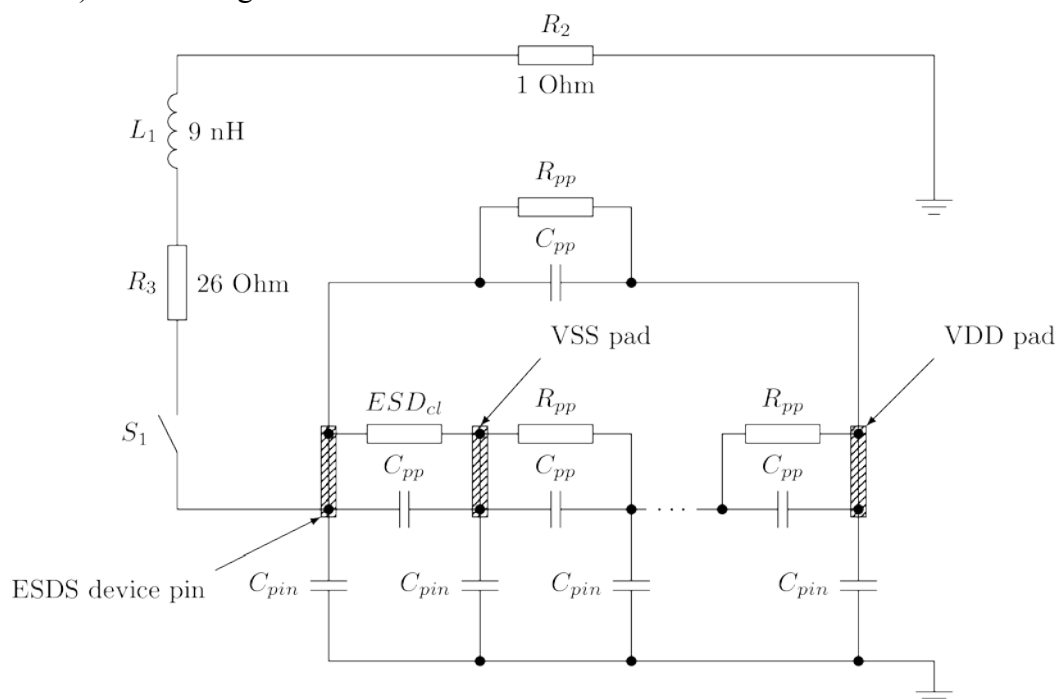 R2
1 Ohm
L1 9 nH
Rpp
Cpp
R3 26 Ohm
VSS pad
VDD pad
S1
ESDcl
Rpp
Rpp
Cpp
Cpp
Cpp
. . .
ESDS device pin
Cpin
Cpin
Cpin
Cpin